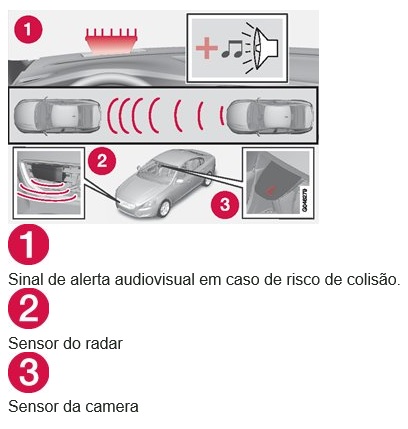 1
2
3
G046279
1
Sinal de alerta audiovisual em caso de risco de colisão.
2
Sensor do radar
3
Sensor da camera